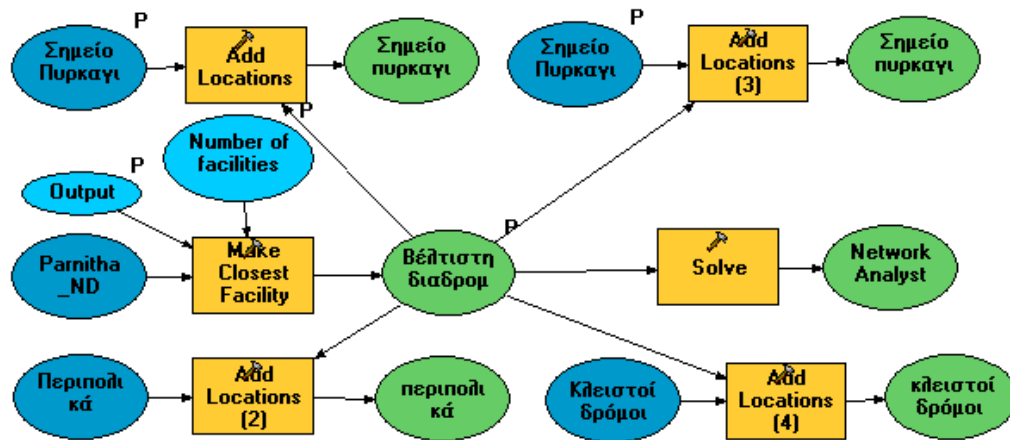 P
Σημείο
Πυρκαγι
Add
Locations
Σημείο
πυρκαγι
P
Σημείο
Πυρκαγι
Add
Locations
(3)
Σημείο
πυρκαγι
P
Number of
facilities
P
Output
Parnitha
_ND
Make
Closest
Facility
P
Βέλτιστη
διαδρομ
Solve
Network
Analyst
Περιπολι
κά
Add
Locations
(2)
περιπολι
κά
Κλειστοί
δρόμοι
Add
Locations
(4)
κλειστοί
δρόμοι